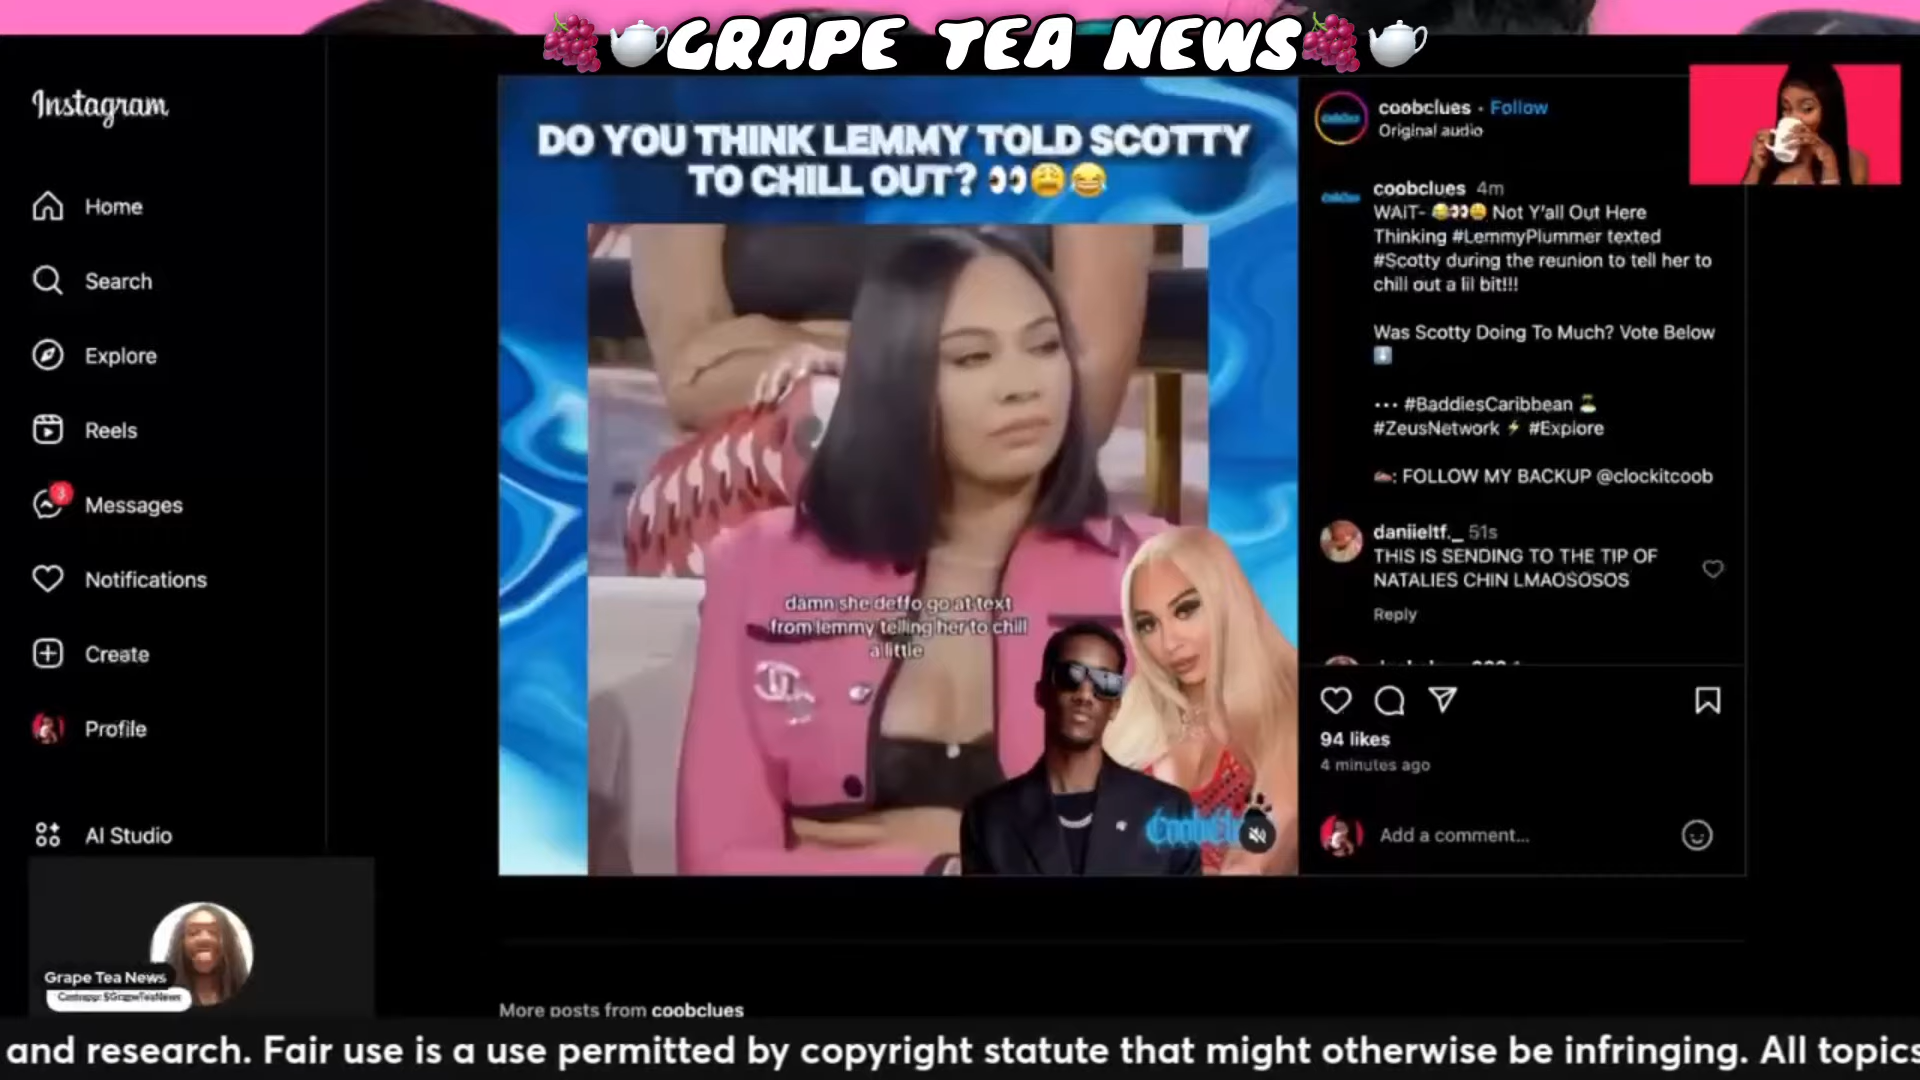 🍇🫖GRAPE TEA NEWS🍇🫖
Instagram
Home
Search
Explore
Reels
3
Messages
Notifications
Create
Profile
AI Studio
DO YOU THINK LEMMY TOLD SCOTTY
TO CHILL OUT? 👀😩😂
damn she deffo go at text
from lemmy telling her to chill
a little
coobclues • Follow
Original audio
coobclues 4m
WAIT- 😂👀😩 Not Y'all Out Here
Thinking #LemmyPlummer texted
#Scotty during the reunion to tell her to
chill out a lil bit!!!
Was Scotty Doing To Much? Vote Below
⬇️
••• #BaddiesCaribbean 🏝️
#ZeusNetwork ⚡ #Explore
: FOLLOW MY BACKUP @clockitcoob
daniieltf._ 51s
THIS IS SENDING TO THE TIP OF
NATALIES CHIN LMAOSOSOS
Reply
94 likes
4 minutes ago
Add a comment...
Grape Tea News
Cashapp: $GrapeTeaNews
More posts from coobclues
and research. Fair use is a use permitted by copyright statute that might otherwise be infringing. All topics